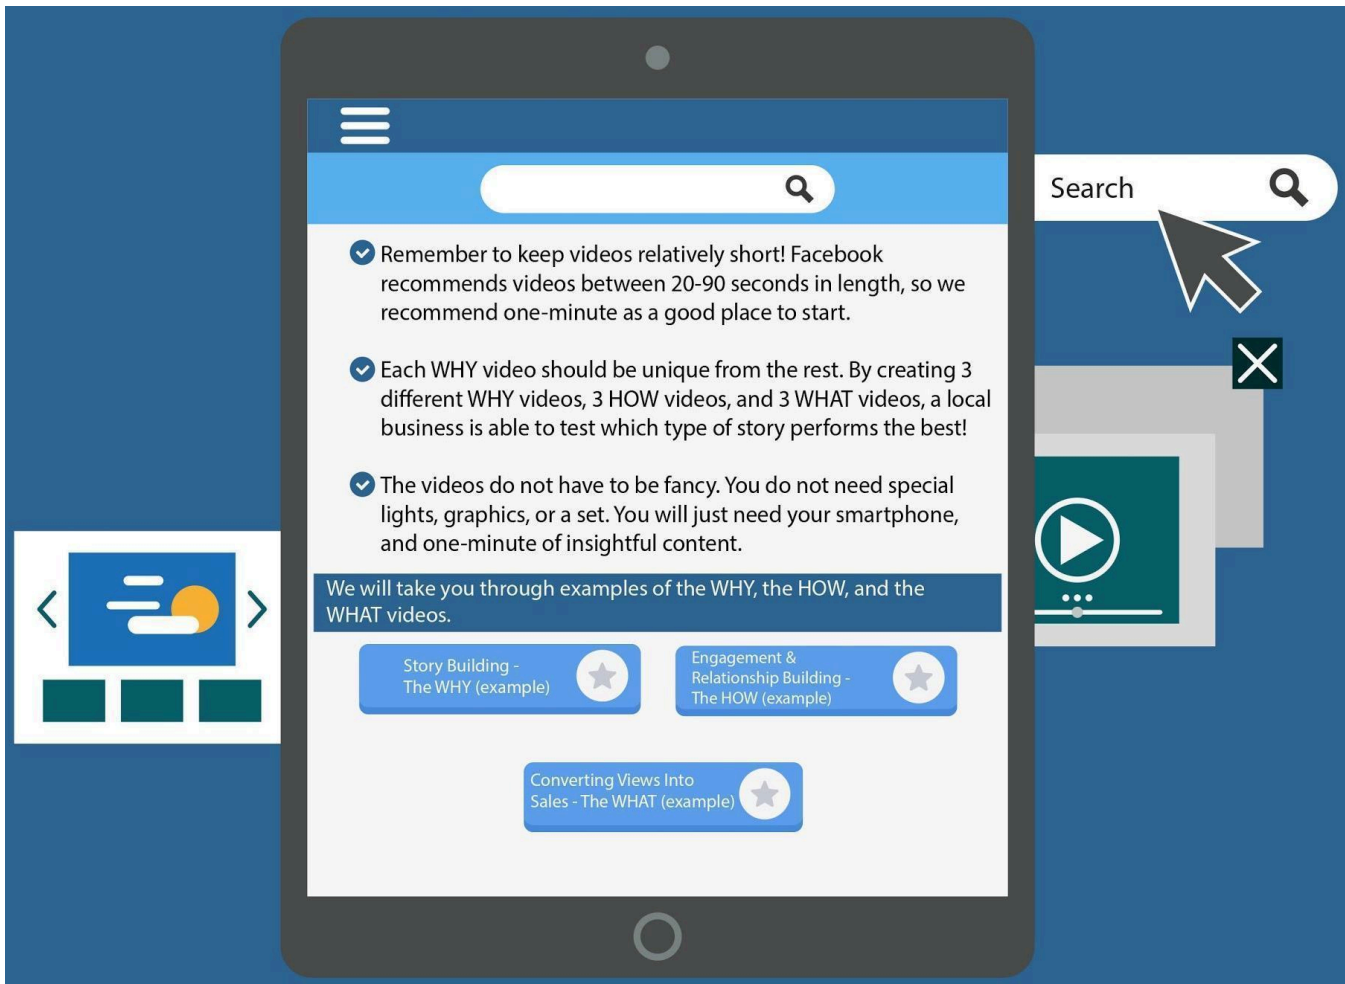 Search
Remember to keep videos relatively short! Facebook
recommends videos between 20-90 seconds in length, so we
recommend one-minute as a good place to start.
Each WHY video should be unique from the rest. By creating 3
different WHY videos, 3 HOW videos, and 3 WHAT videos, a local
business is able to test which type of story performs the best!
The videos do not have to be fancy. You do not need special
lights, graphics, or a set. You will just need your smartphone,
and one-minute of insightful content.
We will take you through examples of the WHY, the HOW, and the
WHAT videos.
Story Building -
The WHY (example)
Engagement &
Relationship Building -
The HOW (example)
Converting Views Into
Sales - The WHAT (example)